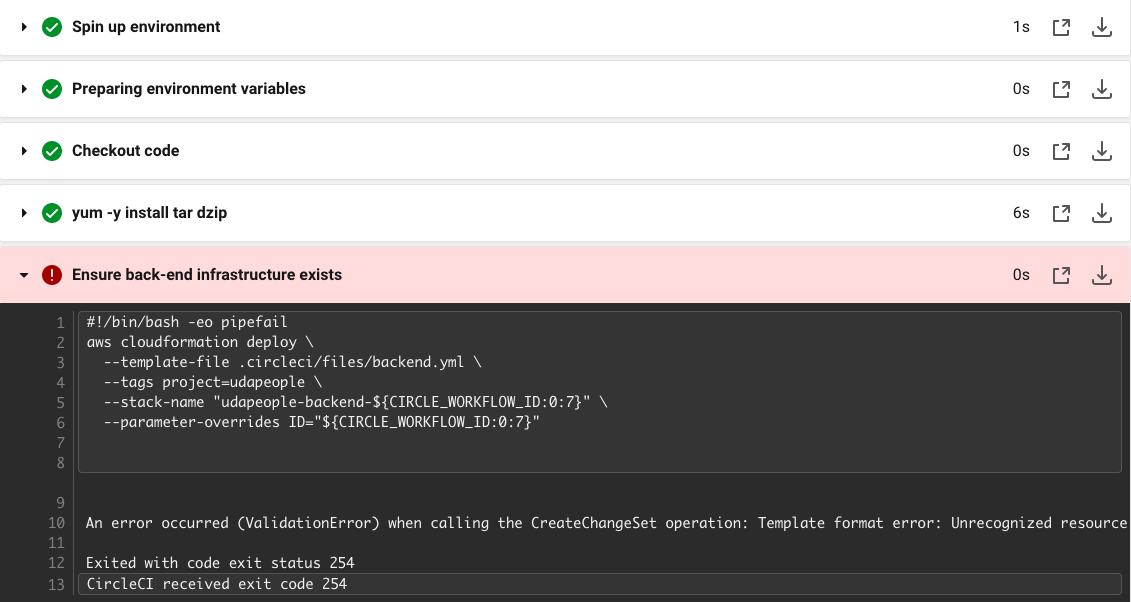 Spin up environment 1s
Preparing environment variables 0s
Checkout code 0s
yum -y install tar dzip 6s
Ensure back-end infrastructure exists 0s
1 #!/bin/bash -eo pipefail
2 aws cloudformation deploy \
3 --template-file .circleci/files/backend.yml \
4 --tags project=udapeople \
5 --stack-name "udapeople-backend-${CIRCLE_WORKFLOW_ID:0:7}" \
6 --parameter-overrides ID="${CIRCLE_WORKFLOW_ID:0:7}"
7
8
9
10 An error occurred (ValidationError) when calling the CreateChangeSet operation: Template format error: Unrecognized resource
11
12 Exited with code exit status 254
13 CircleCI received exit code 254